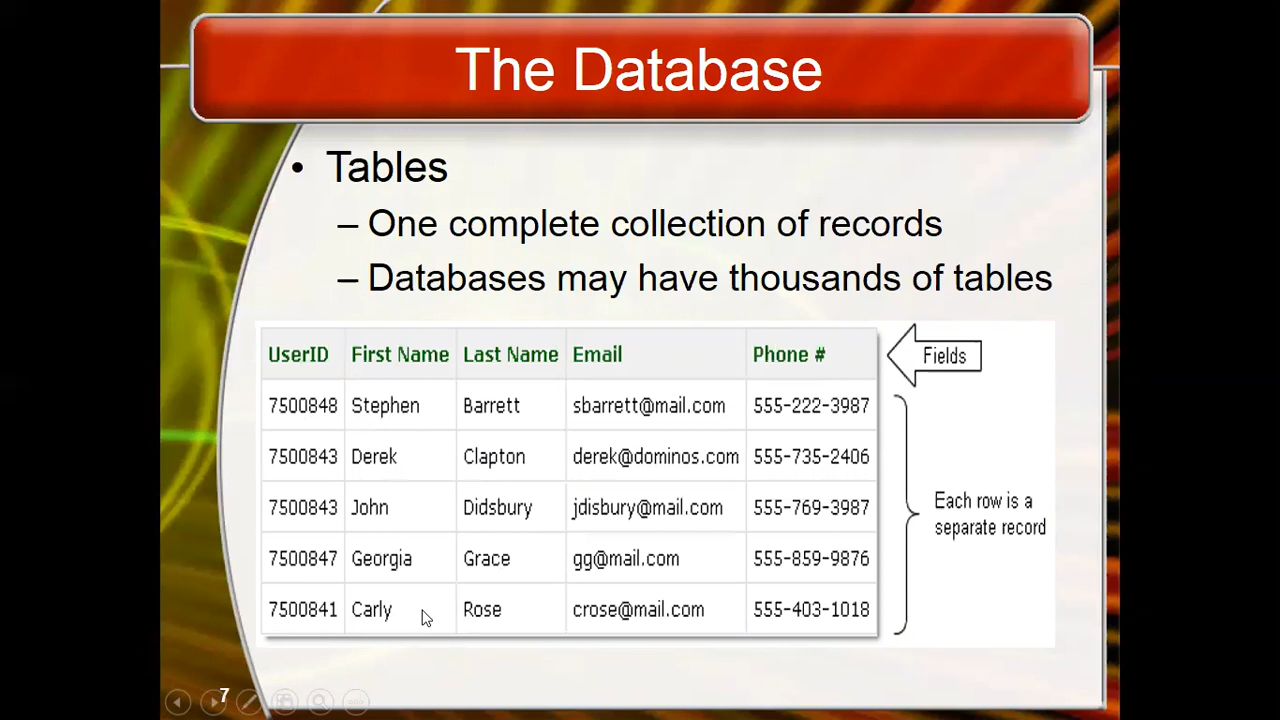 The Database
• Tables
– One complete collection of records
– Databases may have thousands of tables
UserID First Name Last Name Email Phone #
Fields
7500848 Stephen Barrett sbarrett@mail.com 555-222-3987
7500843 Derek Clapton derek@dominos.com 555-735-2406
7500843 John Didsbury jdisbury@mail.com 555-769-3987
7500847 Georgia Grace gg@mail.com 555-859-9876
7500841 Carly Rose crose@mail.com 555-403-1018
Each row is a
separate record
7